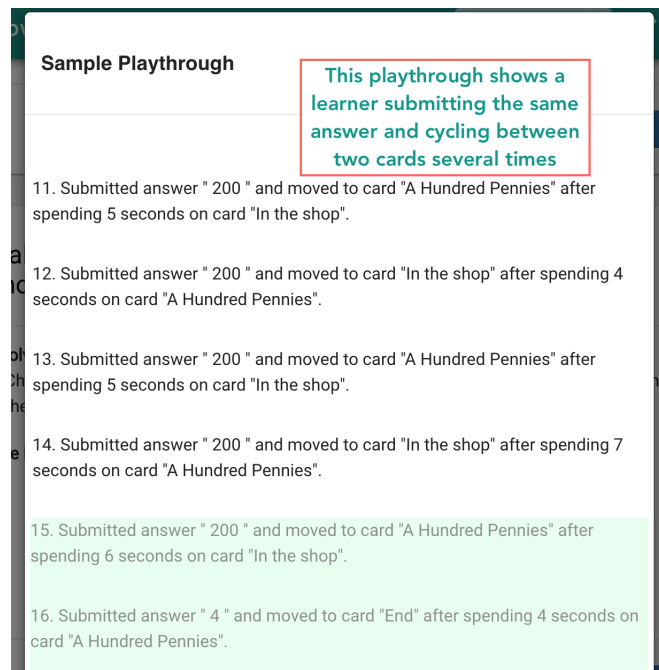 Sample Playthrough
This playthrough shows a
learner submitting the same
answer and cycling between
two cards several times
11. Submitted answer " 200 " and moved to card "A Hundred Pennies" after
spending 5 seconds on card "In the shop".
12. Submitted answer " 200 " and moved to card "In the shop" after spending 4
seconds on card "A Hundred Pennies".
13. Submitted answer " 200 " and moved to card "A Hundred Pennies" after
spending 5 seconds on card "In the shop".
14. Submitted answer " 200 " and moved to card "In the shop" after spending 7
seconds on card "A Hundred Pennies".
15. Submitted answer " 200 " and moved to card "A Hundred Pennies" after
spending 6 seconds on card "In the shop".
16. Submitted answer " 4 " and moved to card "End" after spending 4 seconds on
card "A Hundred Pennies".